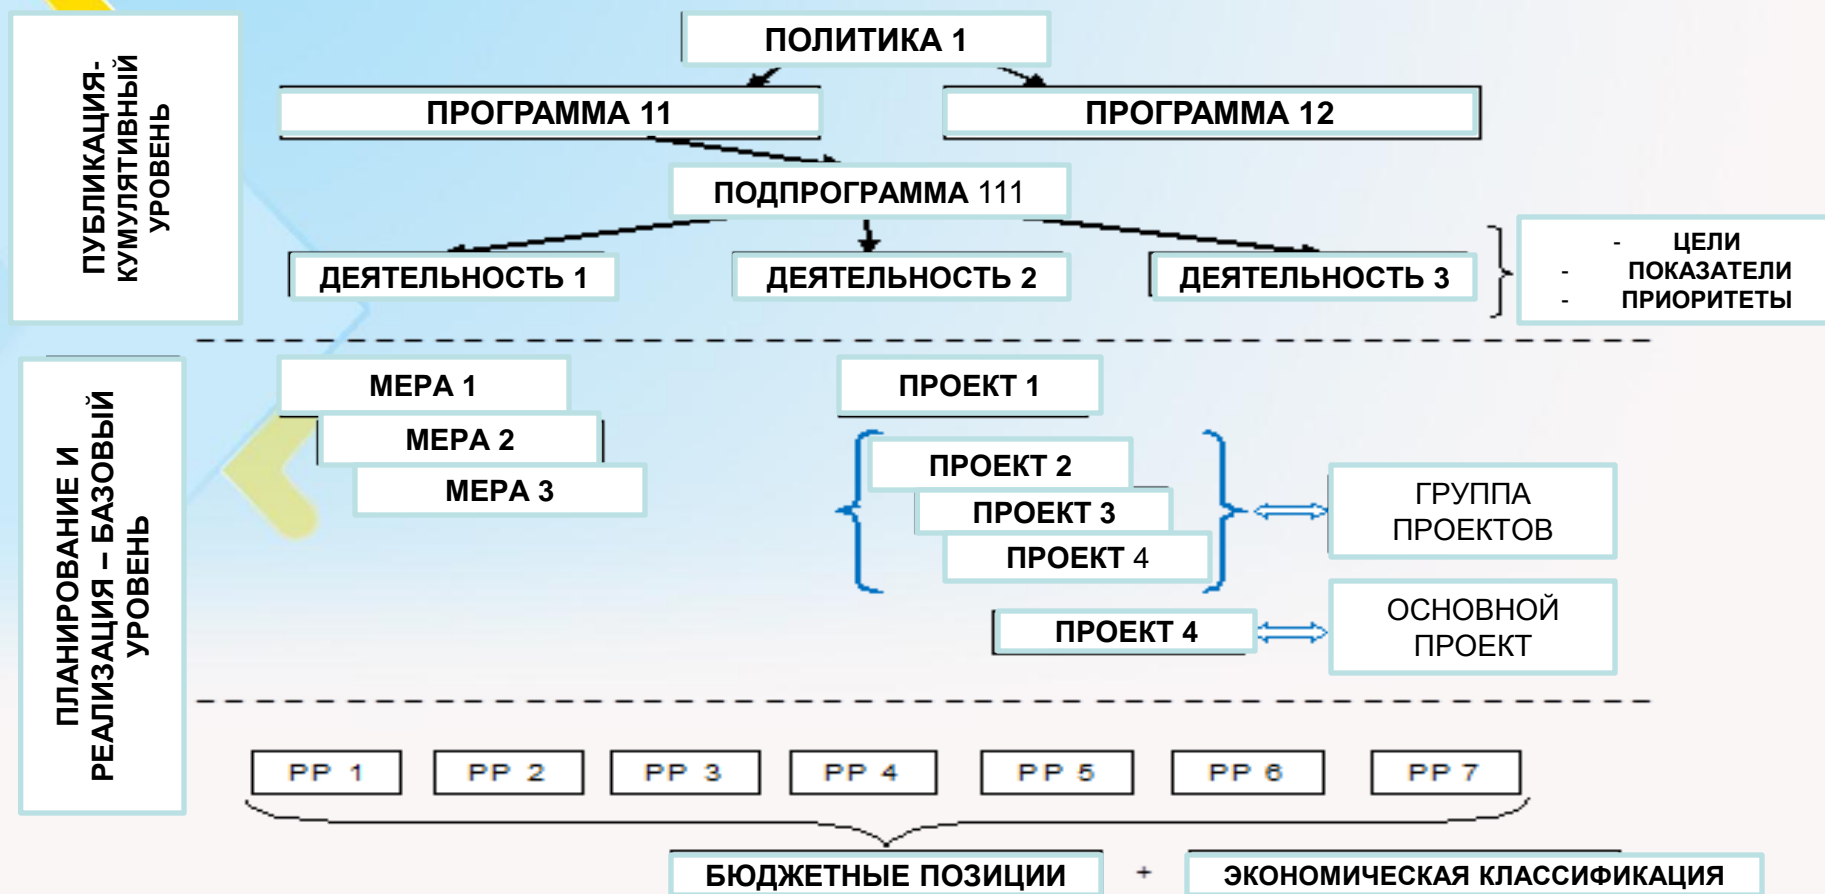 ПУБЛИКАЦИЯ-
КУМУЛЯТИВНЫЙ
УРОВЕНЬ
ПОЛИТИКА 1
ПРОГРАММА 11
ПРОГРАММА 12
ПОДПРОГРАММА 111
ДЕЯТЕЛЬНОСТЬ 1
ДЕЯТЕЛЬНОСТЬ 2
ДЕЯТЕЛЬНОСТЬ 3
- ЦЕЛИ
- ПОКАЗАТЕЛИ
- ПРИОРИТЕТЫ
ПЛАНИРОВАНИЕ И
РЕАЛИЗАЦИЯ – БАЗОВЫЙ
УРОВЕНЬ
МЕРА 1
МЕРА 2
МЕРА 3
ПРОЕКТ 1
ПРОЕКТ 2
ПРОЕКТ 3
ПРОЕКТ 4
ГРУППА
ПРОЕКТОВ
ПРОЕКТ 4
ОСНОВНОЙ
ПРОЕКТ
PP 1
PP 2
PP 3
PP 4
PP 5
PP 6
PP 7
БЮДЖЕТНЫЕ ПОЗИЦИИ + ЭКОНОМИЧЕСКАЯ КЛАССИФИКАЦИЯ